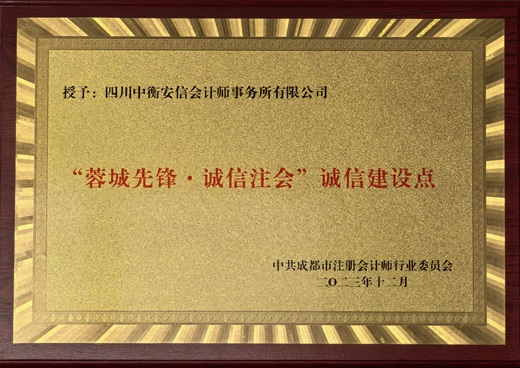 授予：四川中衡安信会计师事务所有限公司
“蓉城先锋·诚信注会”诚信建设点
中共成都市注册会计师行业委员会
二〇二三年十二月